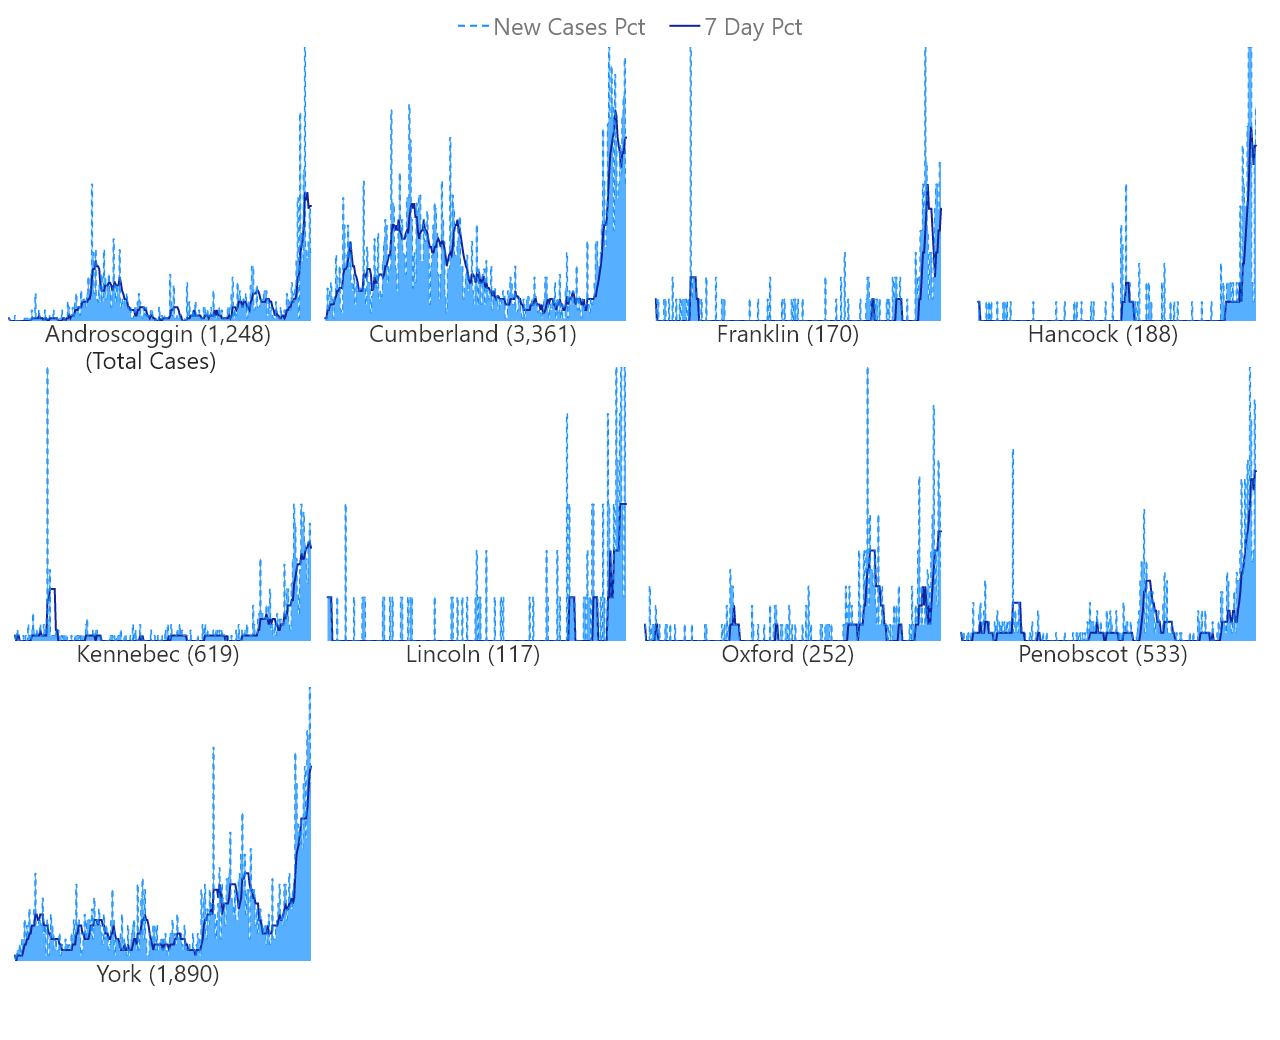 New Cases Pct 7 Day Pct
Androscoggin (1,248)
(Total Cases)
Cumberland (3,361)
Franklin (170)
Hancock (188)
Kennebec (619)
Lincoln (117)
Oxford (252)
Penobscot (533)
York (1,890)